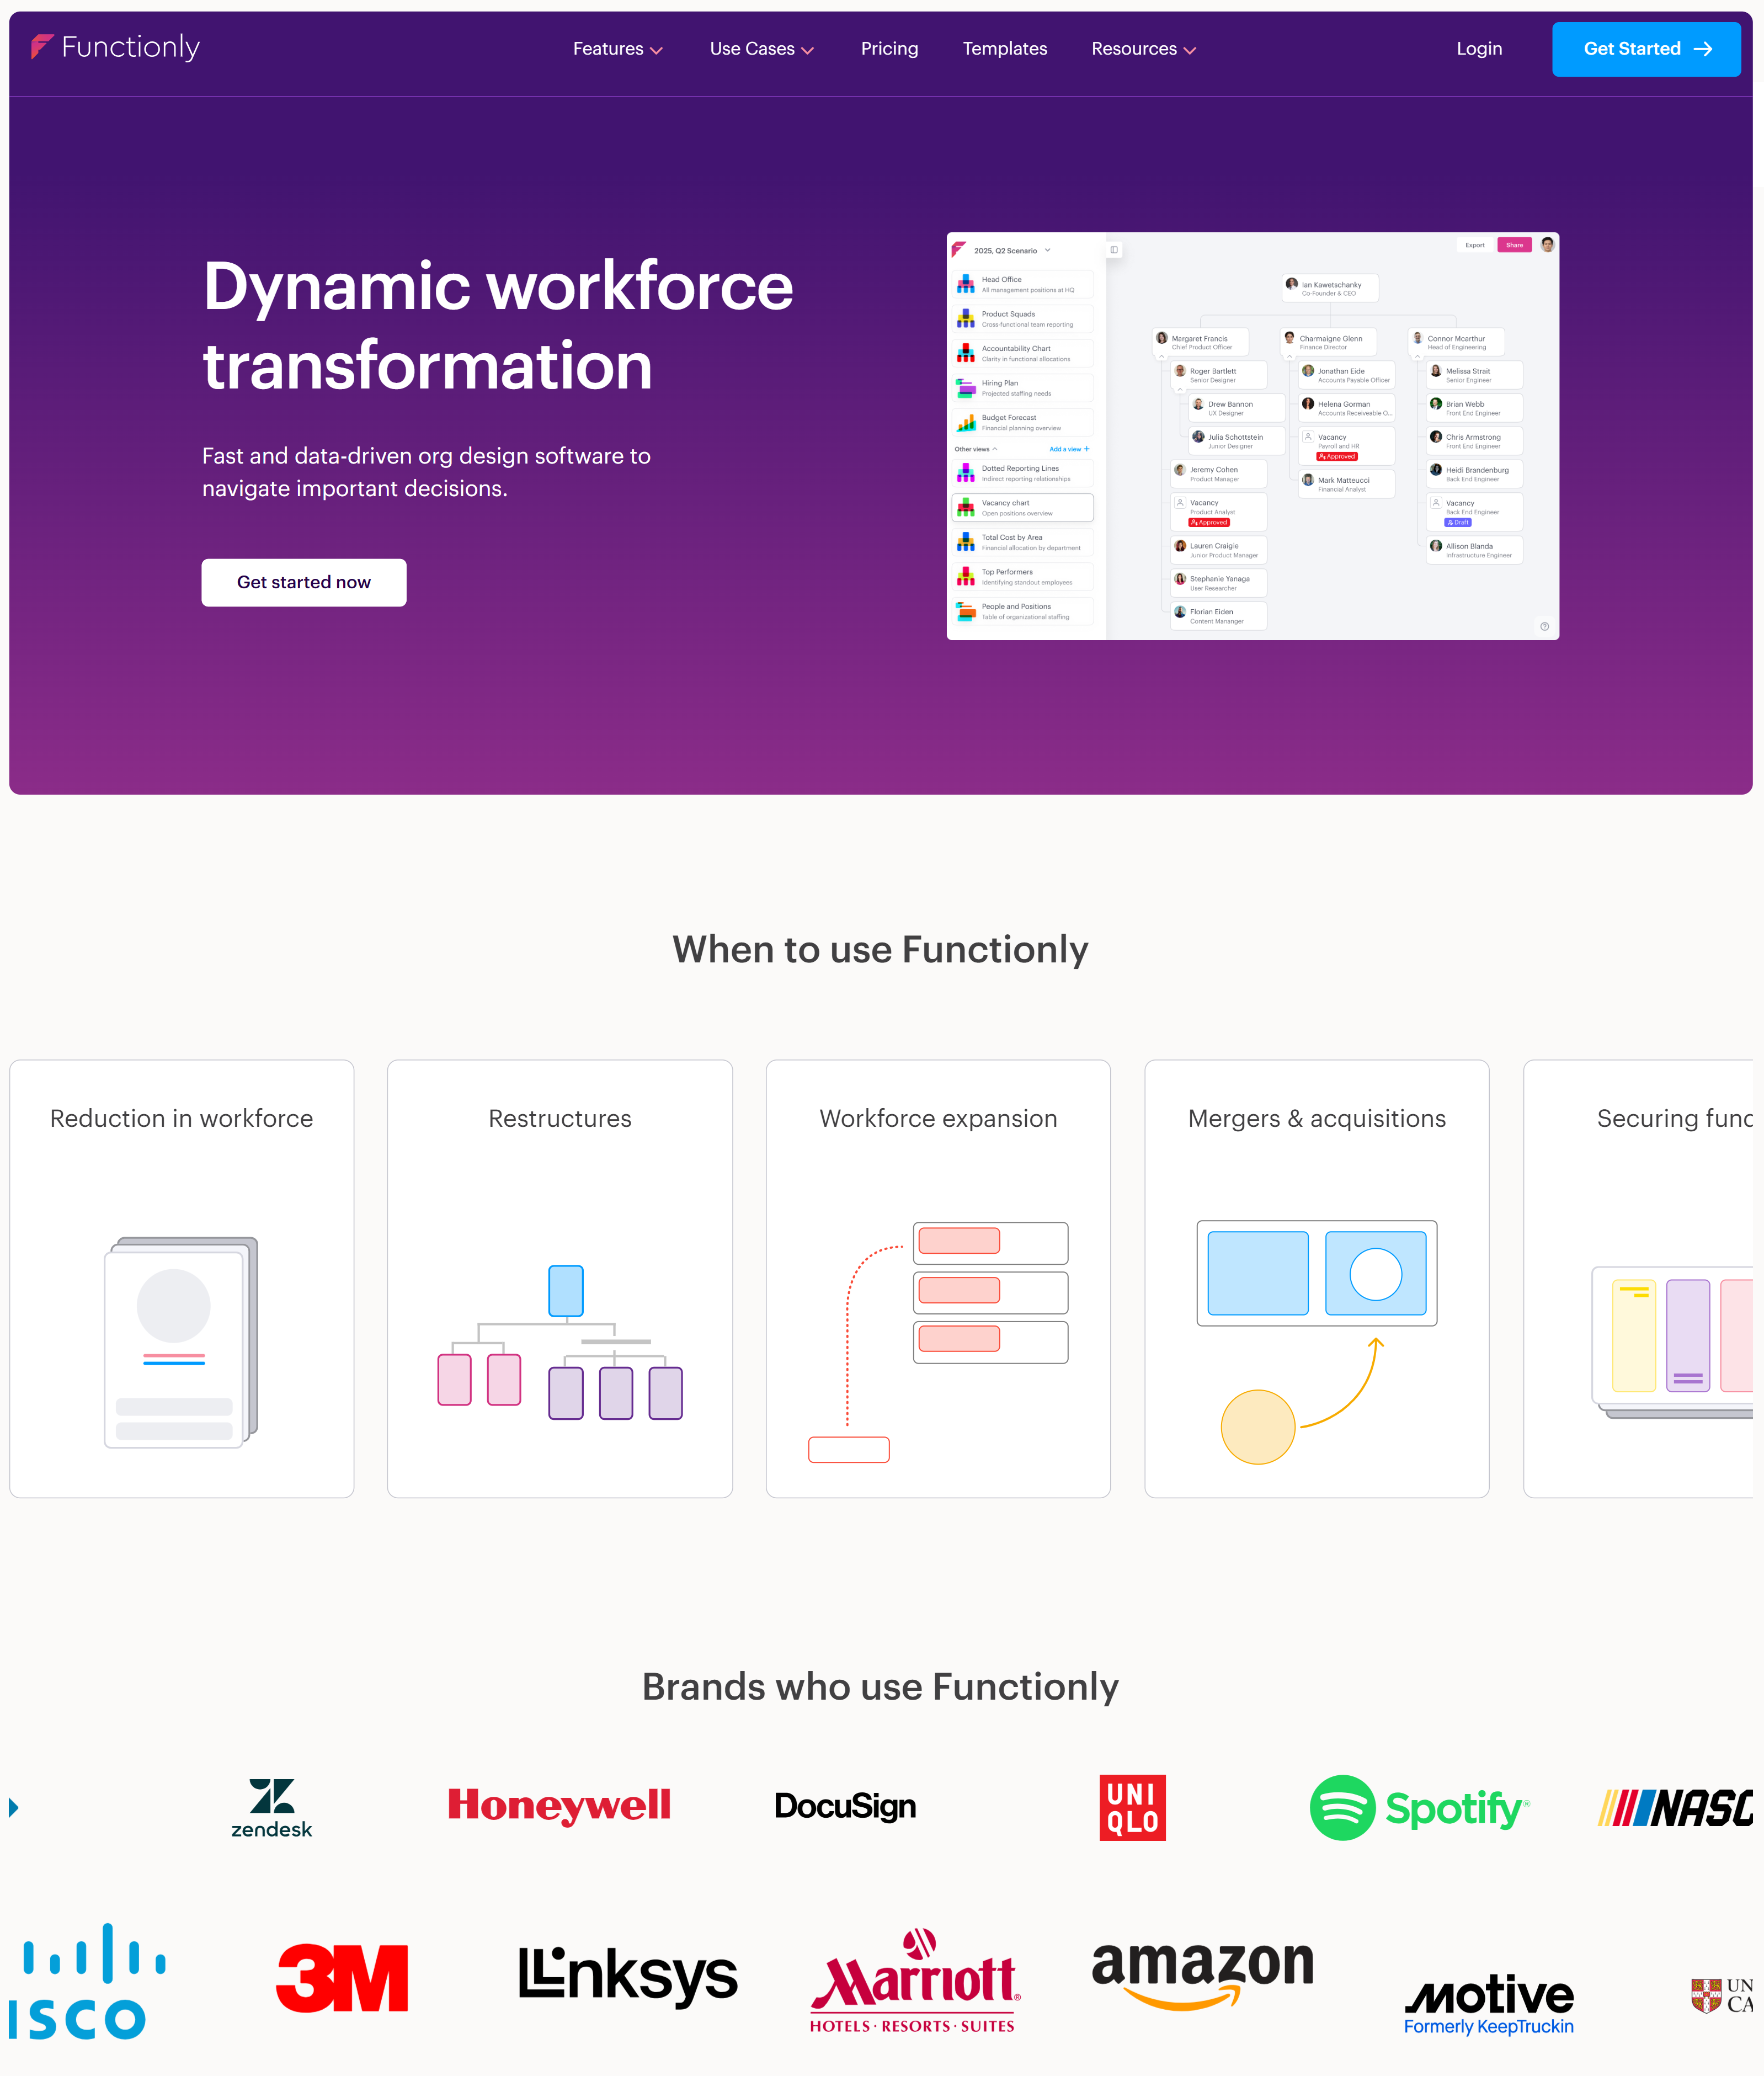 Functionly
Features
Use Cases
Pricing
Templates
Resources
Login
Get Started
Dynamic workforce
transformation
Fast and data-driven org design software to
navigate important decisions.
Get started now
2025, Q2 Scenario
Head Office
All management positions at HQ
Product Squads
Cross-functional team reporting
Accountability Chart
Clarity in functional allocations
Hiring Plan
Projected staffing needs
Budget Forecast
Financial planning overview
Other views
Add a view +
Dotted Reporting Lines
Indirect reporting relationships
Vacancy chart
Open positions overview
Total Cost by Area
Financial allocation by department
Top Performers
Identifying standout employees
People and Positions
Table of organizational staffing
Export
Share
Ian Kawetschanky
Co-Founder & CEO
Margaret Francis
Chief Product Officer
Roger Bartlett
Senior Designer
Drew Bannon
UX Designer
Julia Schottstein
Junior Designer
Jeremy Cohen
Product Manager
Vacancy
Product Analyst
Approved
Lauren Craigie
Junior Product Manager
Stephanie Yanaga
User Researcher
Florian Eiden
Content Mananger
Charmaigne Glenn
Finance Director
Jonathan Eide
Accounts Payable Officer
Helena Gorman
Accounts Receiveable O...
Vacancy
Payroll and HR
Approved
Mark Matteucci
Financial Analyst
Connor Mcarthur
Head of Engineering
Melissa Strait
Senior Engineer
Brian Webb
Front End Engineer
Chris Armstrong
Front End Engineer
Heidi Brandenburg
Back End Engineer
Vacancy
Back End Engineer
Draft
Allison Blanda
Infrastructure Engineer
When to use Functionly
Reduction in workforce
Restructures
Workforce expansion
Mergers & acquisitions
Securing fund
Brands who use Functionly
zendesk
Honeywell
DocuSign
UNI
QLO
Spotify®
NASC
ISCO
3M
Linksys
Marriott®
HOTELS · RESORTS · SUITES
amazon
motive
Formerly KeepTruckin
UN
CA